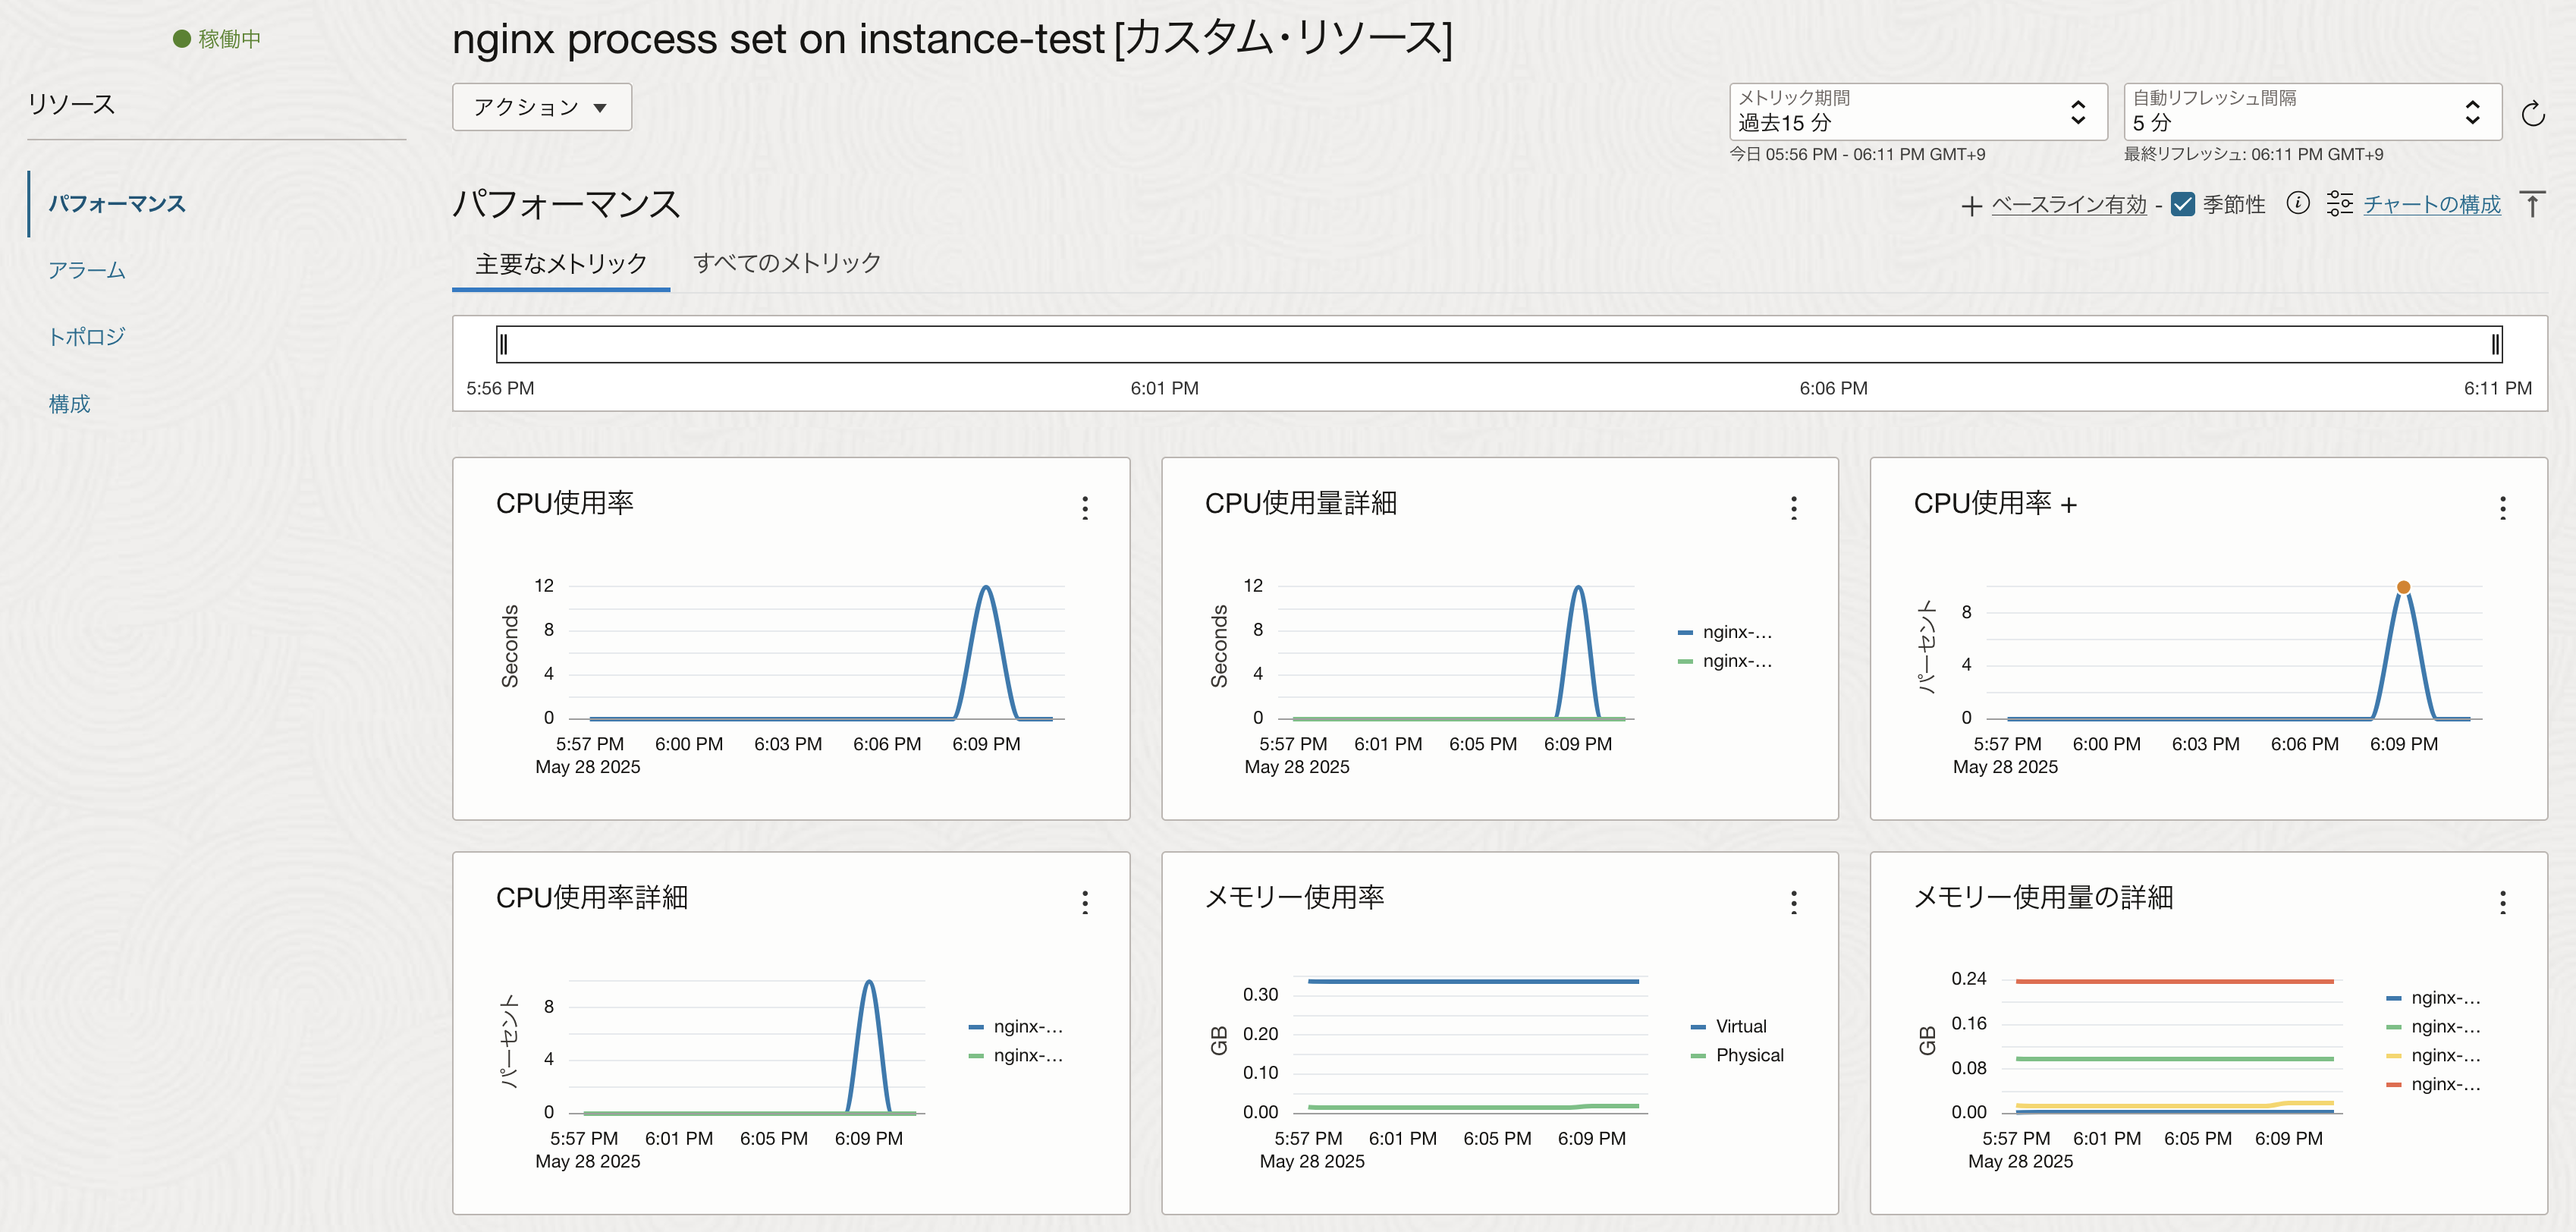 稼働中
nginx process set on instance-test [カスタム・リソース]
リソース
アクション
メトリック期間
過去15 分
今日 05:56 PM - 06:11 PM GMT+9
自動リフレッシュ間隔
5 分
最終リフレッシュ: 06:11 PM GMT+9
パフォーマンス
アラーム
トポロジ
構成
パフォーマンス
+ ベースライン有効 - 季節性 チャートの構成
主要なメトリック すべてのメトリック
5:56 PM 6:01 PM 6:06 PM 6:11 PM
CPU使用率
Seconds
12
8
4
0
5:57 PM 6:00 PM 6:03 PM 6:06 PM 6:09 PM
May 28 2025
CPU使用量詳細
Seconds
12
8
4
0
5:57 PM 6:01 PM 6:05 PM 6:09 PM
May 28 2025
nginx-...
nginx-...
CPU使用率 +
パーセント
8
4
0
5:57 PM 6:00 PM 6:03 PM 6:06 PM 6:09 PM
May 28 2025
CPU使用率詳細
パーセント
8
4
0
5:57 PM 6:01 PM 6:05 PM 6:09 PM
May 28 2025
nginx-...
nginx-...
メモリー使用率
GB
0.30
0.20
0.10
0.00
5:57 PM 6:01 PM 6:05 PM 6:09 PM
May 28 2025
Virtual
Physical
メモリー使用量の詳細
GB
0.24
0.16
0.08
0.00
5:57 PM 6:01 PM 6:05 PM 6:09 PM
May 28 2025
nginx-...
nginx-...
nginx-...
nginx-...